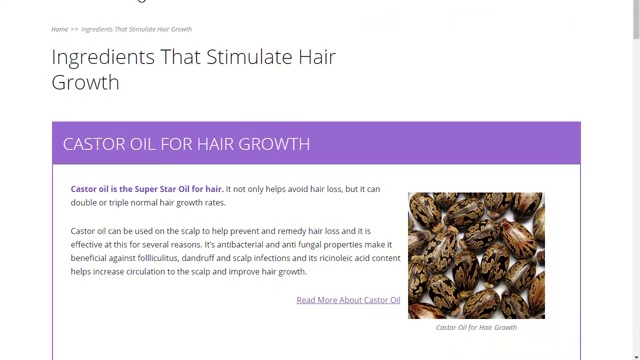 Home >> Ingredients That Stimulate Hair Growth
Ingredients That Stimulate Hair
Growth
CASTOR OIL FOR HAIR GROWTH
Castor oil is the Super Star Oil for hair. It not only helps avoid hair loss, but it can
double or triple normal hair growth rates.
Castor oil can be used on the scalp to help prevent and remedy hair loss and it is
effective at this for several reasons. It's antibacterial and anti fungal properties make it
beneficial against follliculitus, dandruff and scalp infections and its ricinoleic acid content
helps increase circulation to the scalp and improve hair growth.
Read More About Castor Oil
Castor Oil for Hair Growth